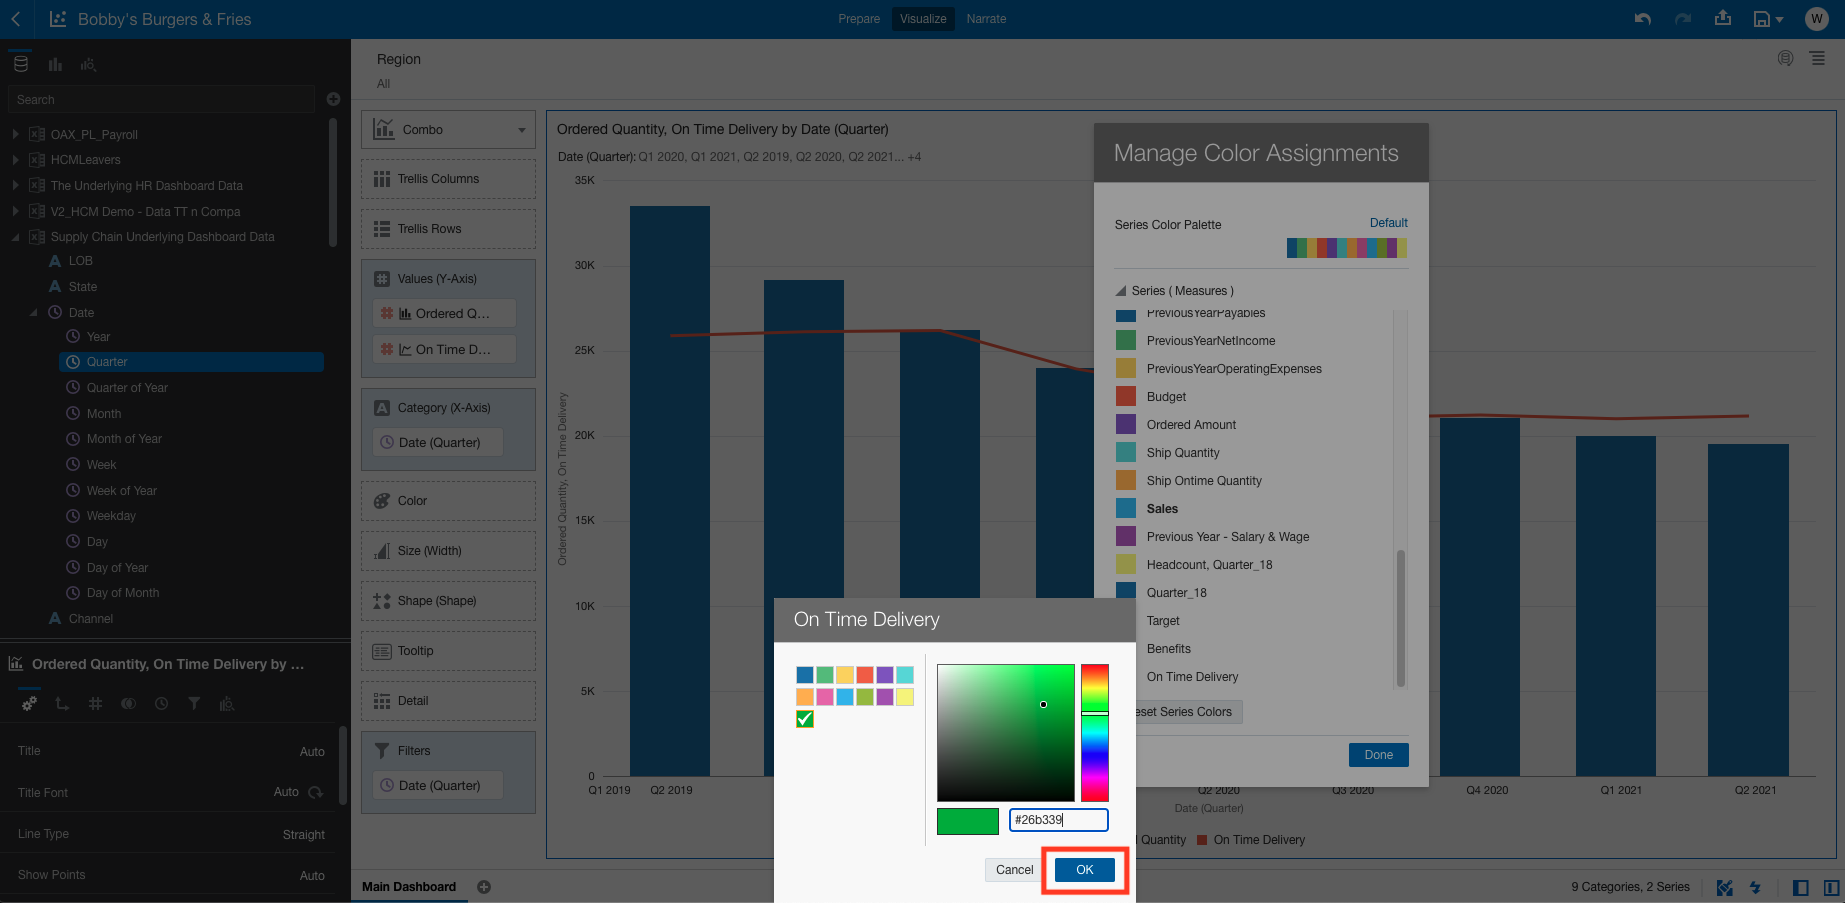 Bobby's Burgers & Fries
Prepare
Visualize
Narrate
W
Search
OAX_PL_Payroll
HCMLeavers
The Underlying HR Dashboard Data
V2_HCM Demo - Data TT n Compa
Supply Chain Underlying Dashboard Data
A LOB
A State
Date
Year
Quarter
Quarter of Year
Month
Month of Year
Week
Week of Year
Weekday
Day
Day of Year
Day of Month
A Channel
Ordered Quantity, On Time Delivery by ...
Title Auto
Title Font Auto
Line Type Straight
Show Points Auto
Region
All
Combo
Trellis Columns
Trellis Rows
Values (Y-Axis)
Ordered Q...
On Time D...
A Category (X-Axis)
Date (Quarter)
Color
Size (Width)
Shape (Shape)
Tooltip
Detail
Filters
Date (Quarter)
Ordered Quantity, On Time Delivery by Date (Quarter)
Date (Quarter): Q1 2020, Q1 2021, Q2 2019, Q2 2020, Q2 2021... +4
Ordered Quantity, On Time Delivery
35K
30K
25K
20K
15K
10K
5K
0
Q1 2019 Q2 2019
Q2 2020 Q3 2020 Q4 2020 Q1 2021 Q2 2021
Date (Quarter)
Quantity On Time Delivery
Manage Color Assignments
Series Color Palette Default
Series ( Measures )
PreviousYearPayables
PreviousYearNetIncome
PreviousYearOperatingExpenses
Budget
Ordered Amount
Ship Quantity
Ship Ontime Quantity
Sales
Previous Year - Salary & Wage
Headcount, Quarter_18
Quarter_18
Target
Benefits
On Time Delivery
eset Series Colors
Done
On Time Delivery
#26b339
Cancel OK
Main Dashboard
9 Categories, 2 Series